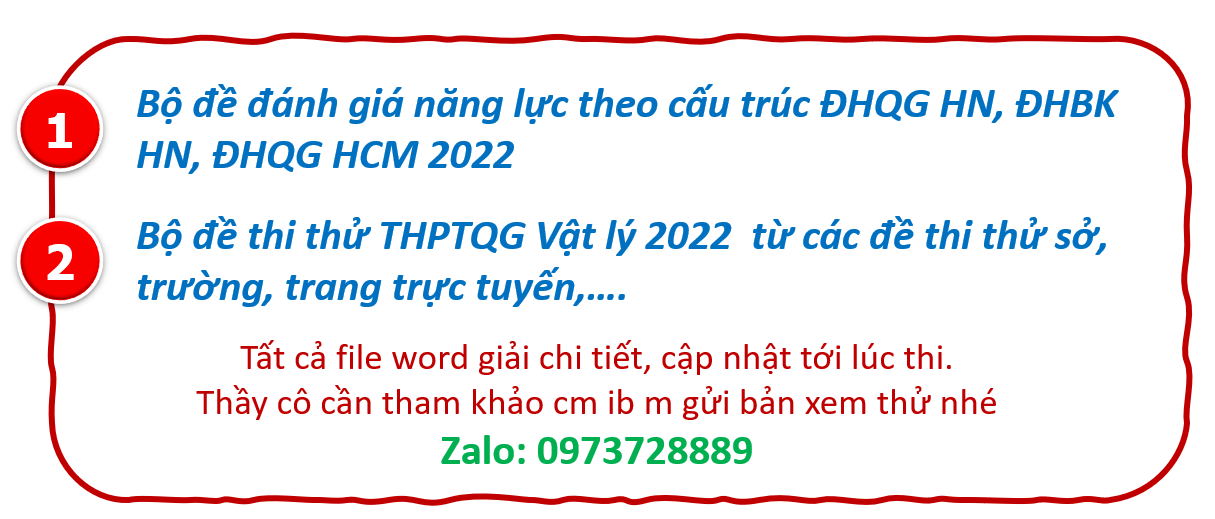 1
Bộ đề đánh giá năng lực theo cấu trúc ĐHQG HN, ĐHBK
HN, ĐHQG HCM 2022
2
Bộ đề thi thử THPTQG Vật lý 2022 từ các đề thi thử sở,
trường, trang trực tuyến,....
Tất cả file word giải chi tiết, cập nhật tới lúc thi.
Thầy cô cần tham khảo cm ib m gửi bản xem thử nhé
Zalo: 0973728889